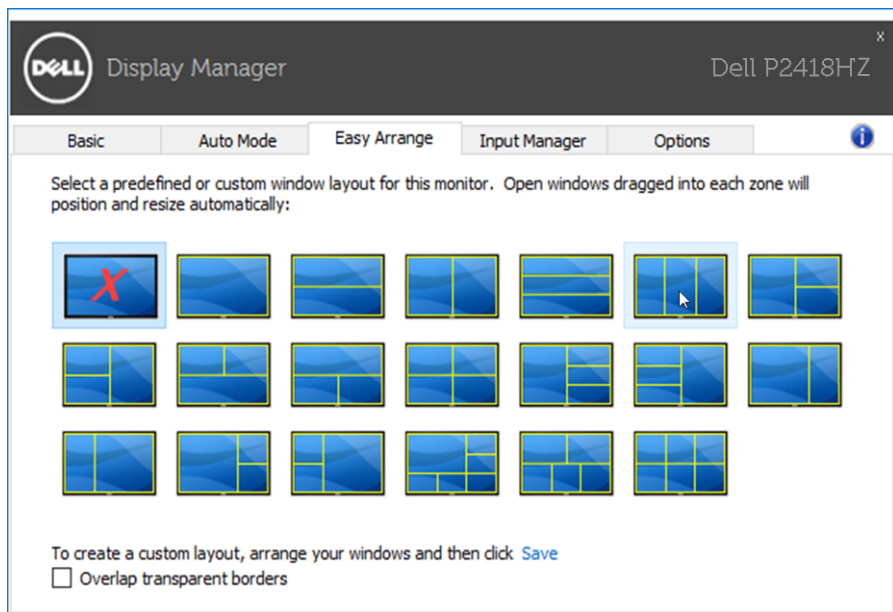 x
DELL Display Manager
Dell P2418HZ
Basic Auto Mode Easy Arrange Input Manager Options i
Select a predefined or custom window layout for this monitor. Open windows dragged into each zone will
position and resize automatically:
X
To create a custom layout, arrange your windows and then click Save
Overlap transparent borders